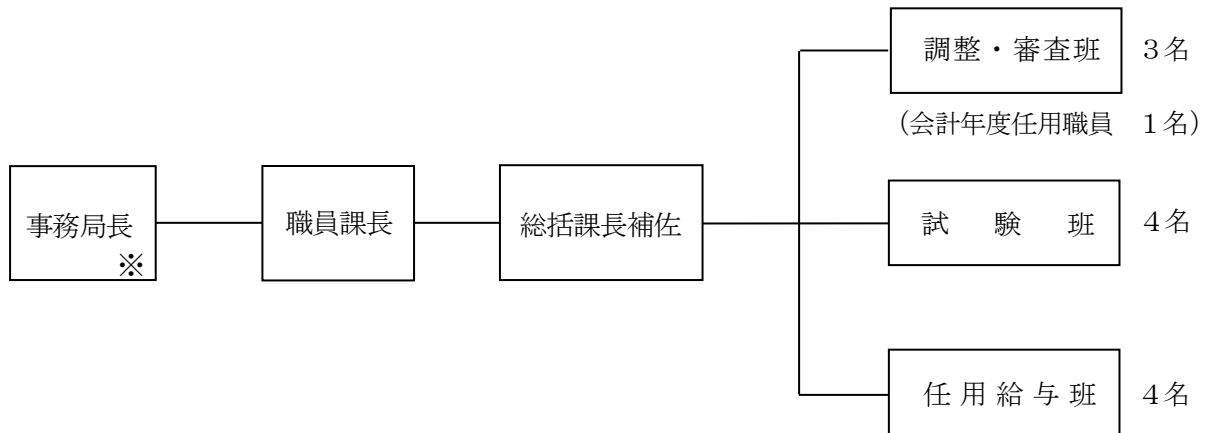 調整・審査班 3名
(会計年度任用職員 1名)
事務局長
※
職員課長
総括課長補佐
試験班 4名
任用給与班 4名